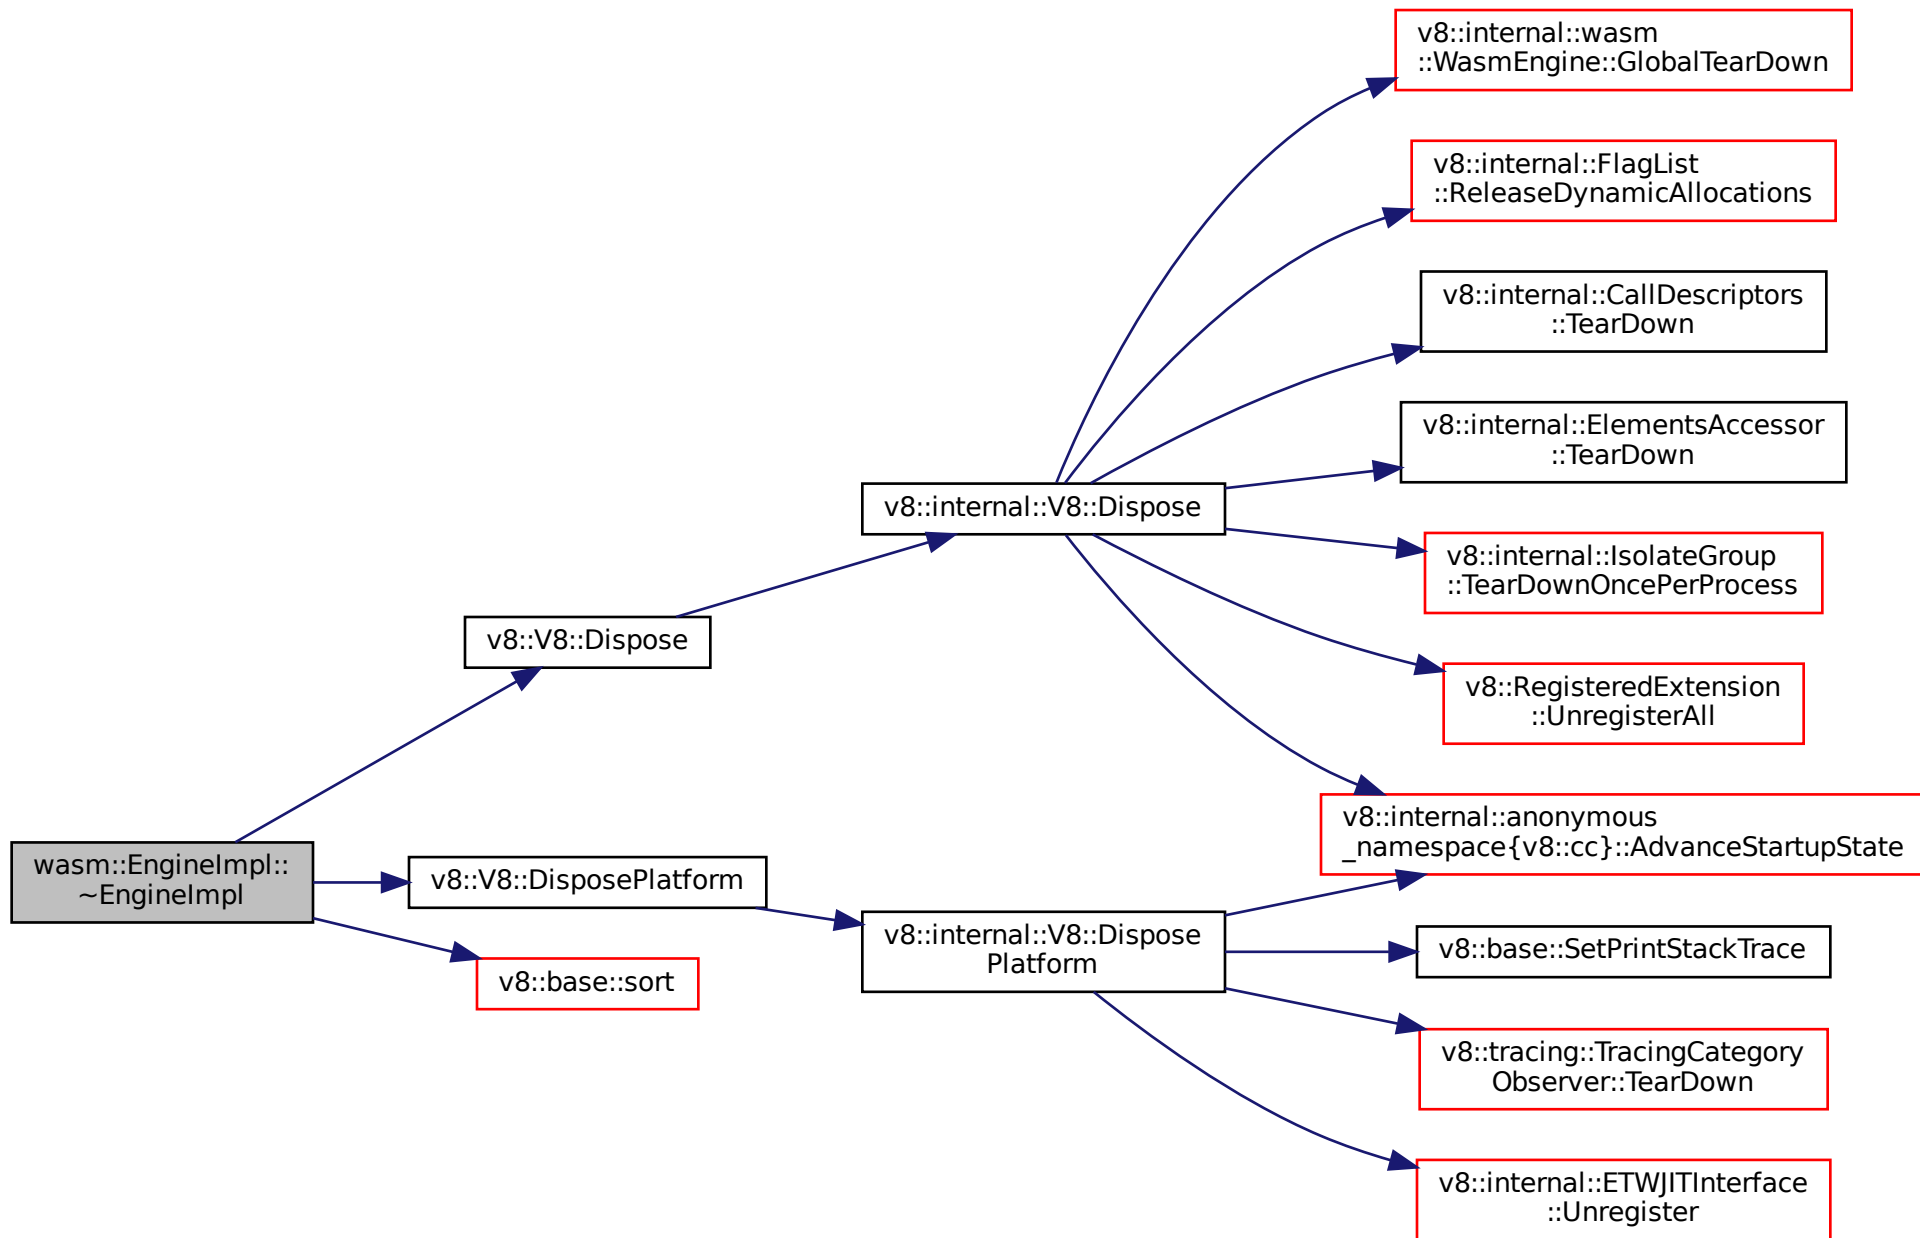 v8::internal::wasm
::WasmEngine::GlobalTearDown
v8::internal::FlagList
::ReleaseDynamicAllocations
v8::internal::CallDescriptors
::TearDown
v8::internal::ElementsAccessor
::TearDown
v8::internal::V8::Dispose
v8::internal::IsolateGroup
::TearDownOncePerProcess
v8::V8::Dispose
v8::RegisteredExtension
::UnregisterAll
v8::internal::anonymous
_namespace{v8::cc}::AdvanceStartupState
wasm::EngineImpl::
~EngineImpl
v8::V8::DisposePlatform
v8::internal::V8::Dispose
Platform
v8::base::SetPrintStackTrace
v8::base::sort
v8::tracing::TracingCategory
Observer::TearDown
v8::internal::ETWJITInterface
::Unregister